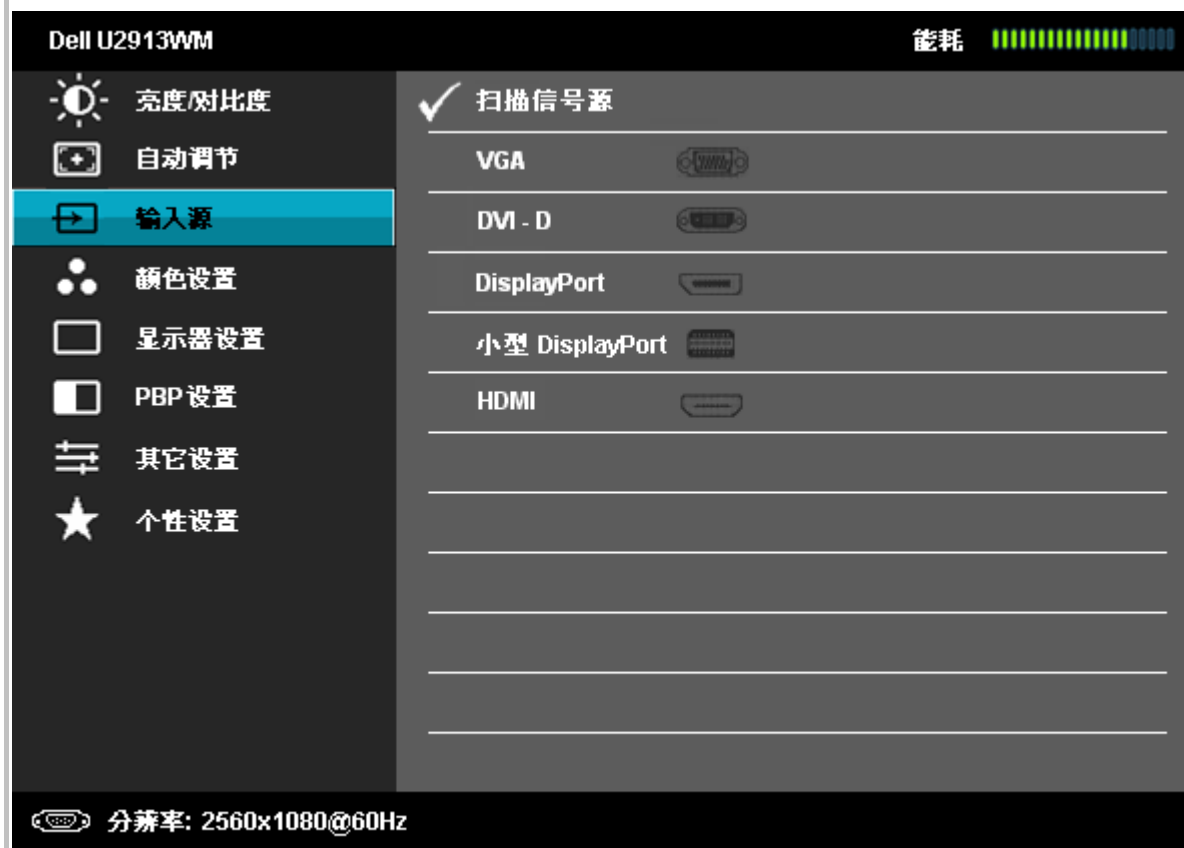 Dell U2913WM
能耗
亮度/对比度
自动调节
输入源
颜色设置
显示器设置
PBP 设置
其它设置
个性设置
扫描信号源
VGA
DVI - D
DisplayPort
小型 DisplayPort
HDMI
分辨率: 2560x1080@60Hz